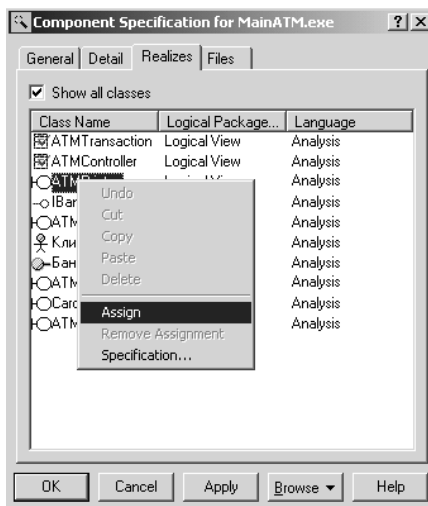 Component Specification for MainATM.exe
General Detail Realizes Files
Show all classes
Class Name Logical Package... Language
ATMTransaction Logical View Analysis
ATMController Logical View Analysis
Analysis
Undo
IBan Analysis
Cut
ATM Analysis
Copy
Кли Analysis
Paste
Бан Analysis
Delete
ATM Analysis
Card Analysis
Assign
ATM Analysis
Remove Assignment
Specification...
OK Cancel Apply Browse Help